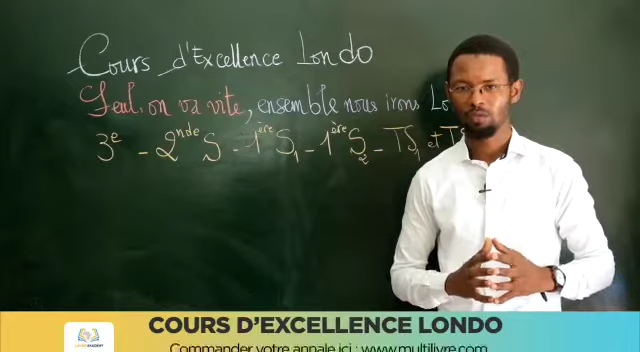 Cours d'Excellence Londo
Seul, on va vite, ensemble nous irons
3e - 2nde S - 1ère S1 - 1ère S2 - TS1 et
COURS D'EXCELLENCE LONDO
Commander votre annale ici : www.multilivre.com